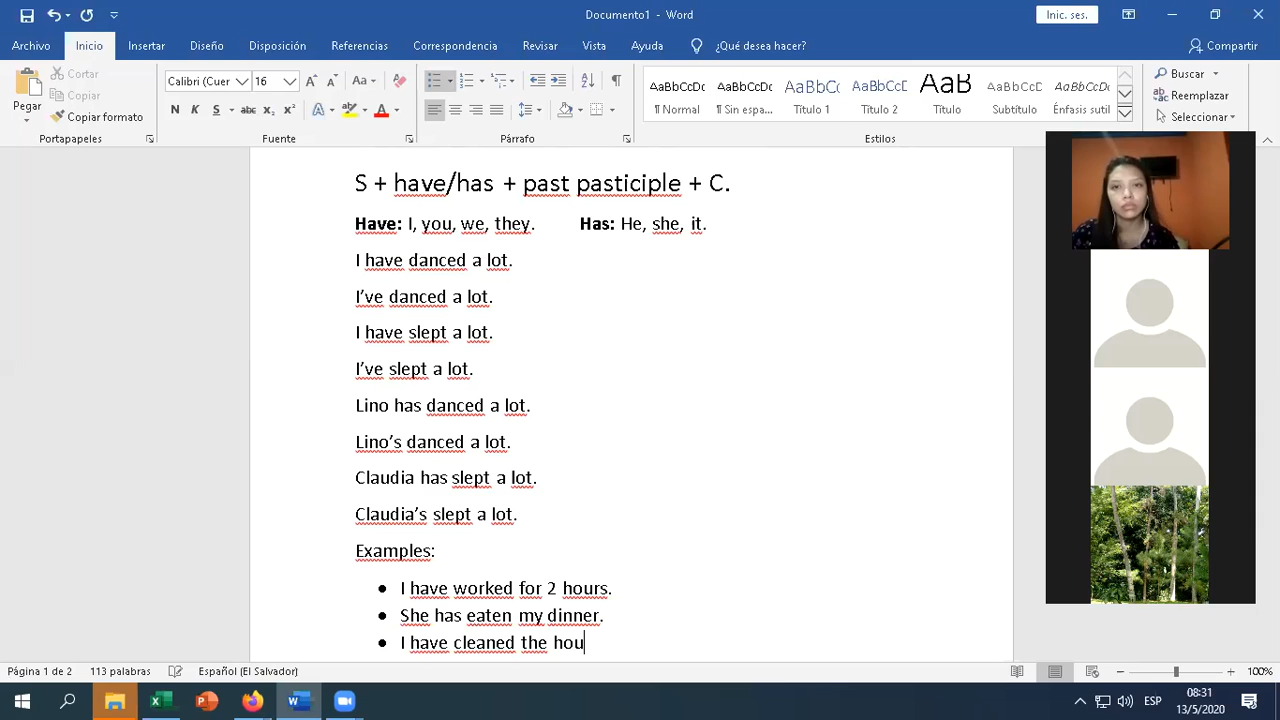 Documento1 - Word
Inic. ses.
Archivo Inicio Insertar Diseño Disposición Referencias Correspondencia Revisar Vista Ayuda ¿Qué desea hacer? Compartir
Pegar
Cortar
Copiar
Copiar formato
Portapapeles
Calibri (Cuer 16
N K S abc x₂ x²
Fuente
Párrafo
AaBbCcDc AaBbCcDc AaBbCc AaBbCcD AaB AaBbCcD AaBbCcDc
¶ Normal ¶ Sin espa... Título 1 Título 2 Título Subtítulo Énfasis sutil
Estilos
Buscar
Reemplazar
Seleccionar
S + have/has + past pasticiple + C.
Have: I, you, we, they. Has: He, she, it.
I have danced a lot.
I’ve danced a lot.
I have slept a lot.
I’ve slept a lot.
Lino has danced a lot.
Lino’s danced a lot.
Claudia has slept a lot.
Claudia’s slept a lot.
Examples:
• I have worked for 2 hours.
• She has eaten my dinner.
• I have cleaned the hou
Página 1 de 2 113 palabras Español (El Salvador) 100%
ESP
08:31
13/5/2020